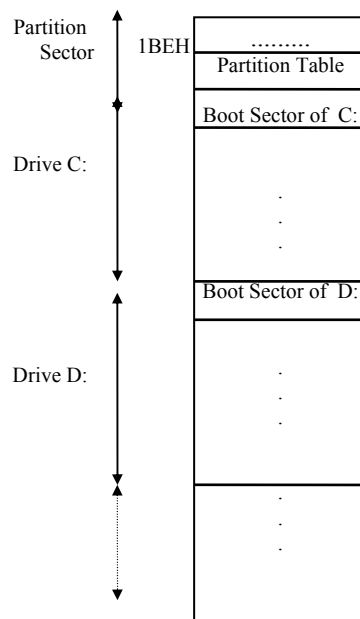 Partition
Sector
1BEH
.........
Partition Table
Boot Sector of C:
Drive C:
.
.
.
Boot Sector of D:
Drive D:
.
.
.
.
.
.